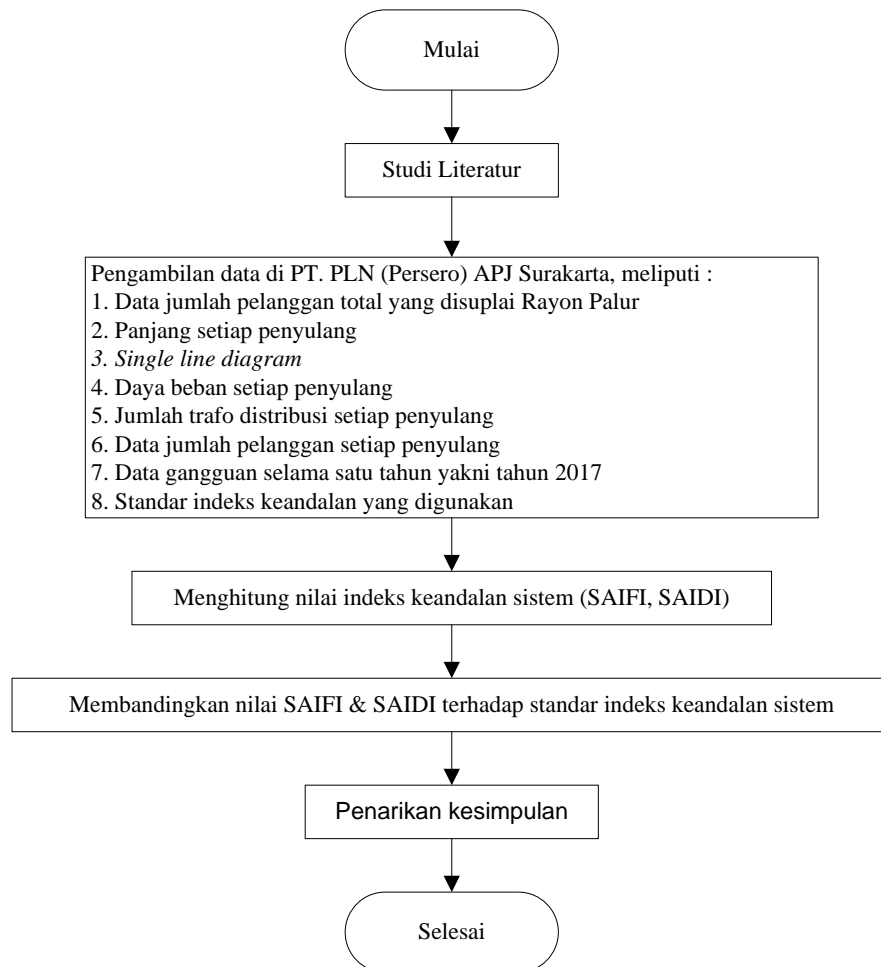 Mulai
Studi Literatur
Pengambilan data di PT. PLN (Persero) APJ Surakarta, meliputi :
1. Data jumlah pelanggan total yang disuplai Rayon Palur
2. Panjang setiap penyulang
3. Single line diagram
4. Daya beban setiap penyulang
5. Jumlah trafo distribusi setiap penyulang
6. Data jumlah pelanggan setiap penyulang
7. Data gangguan selama satu tahun yakni tahun 2017
8. Standar indeks keandalan yang digunakan
Menghitung nilai indeks keandalan sistem (SAIFI, SAIDI)
Membandingkan nilai SAIFI & SAIDI terhadap standar indeks keandalan sistem
Penarikan kesimpulan
Selesai